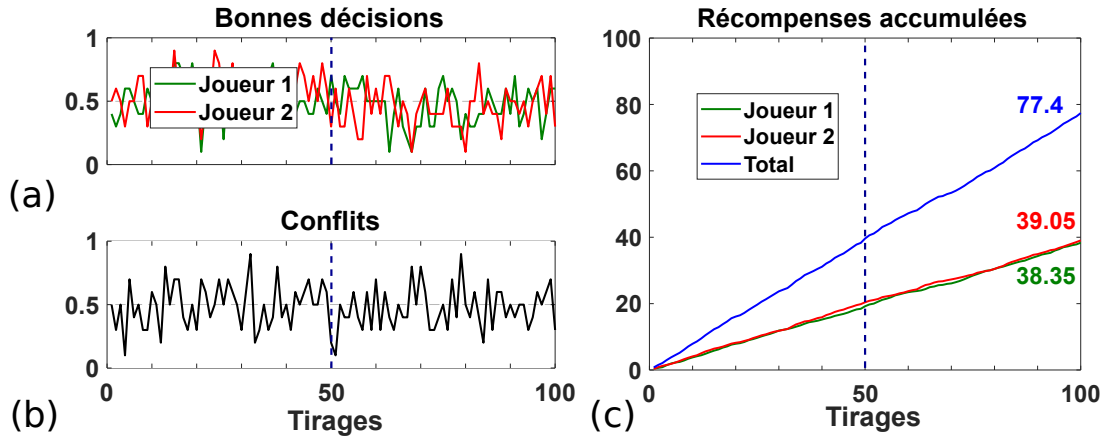 Bonnes décisions
1
0.5
0
Joueur 1
Joueur 2
(a)
Conflits
1
0.5
0
0
50
100
Tirages
(b)
Récompenses accumulées
100
80
60
40
20
0
Joueur 1
Joueur 2
Total
77.4
39.05
38.35
0
50
100
Tirages
(c)